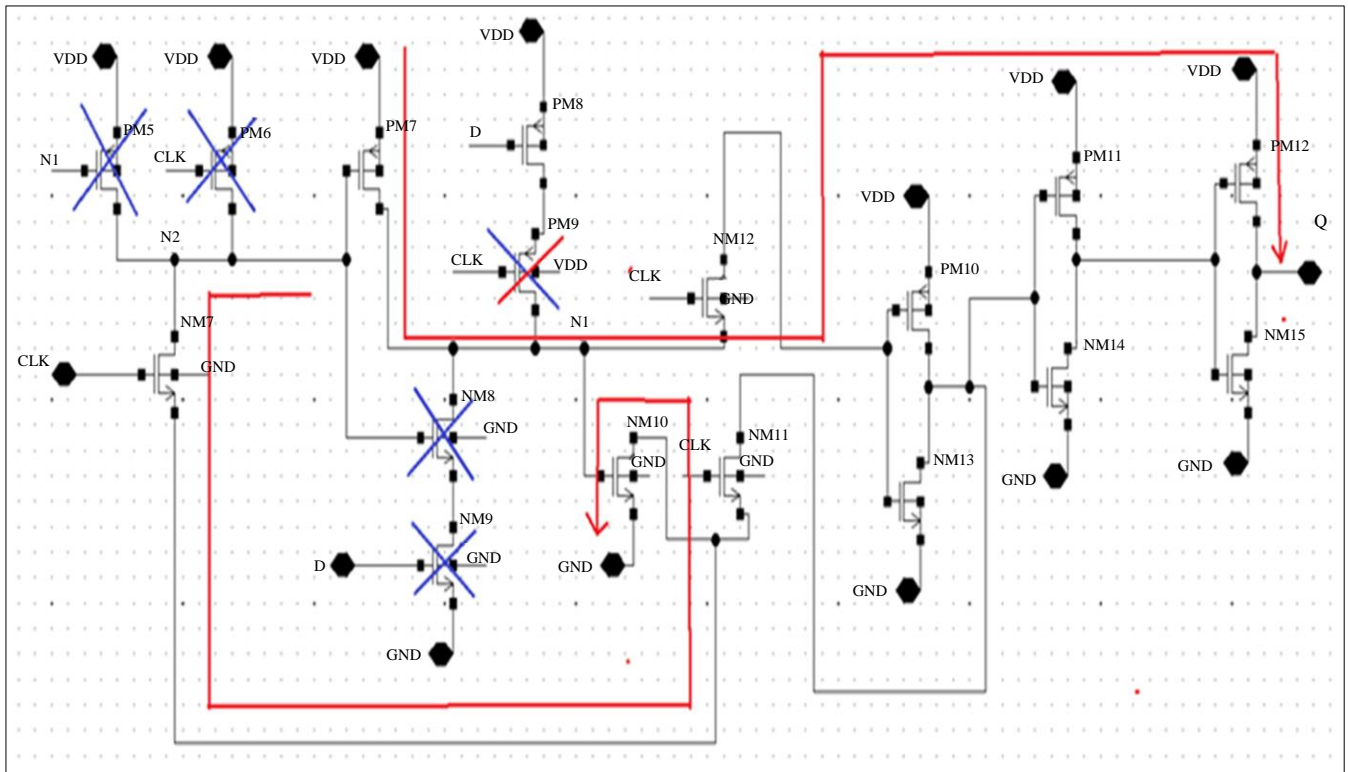 VDD
VDD
VDD
VDD
VDD
VDD
PM8
PM5
PM6
PM7
D
PM11
PM12
N1
CLK
VDD
N2
PM9
Q
NM12
CLK
VDD
CLK
GND
PM10
NM7
N1
CLK
GND
NM14
NM15
NM8
GND
NM10
CLK
NM11
GND
GND
NM13
GND
GND
NM9
D
GND
GND
GND
GND